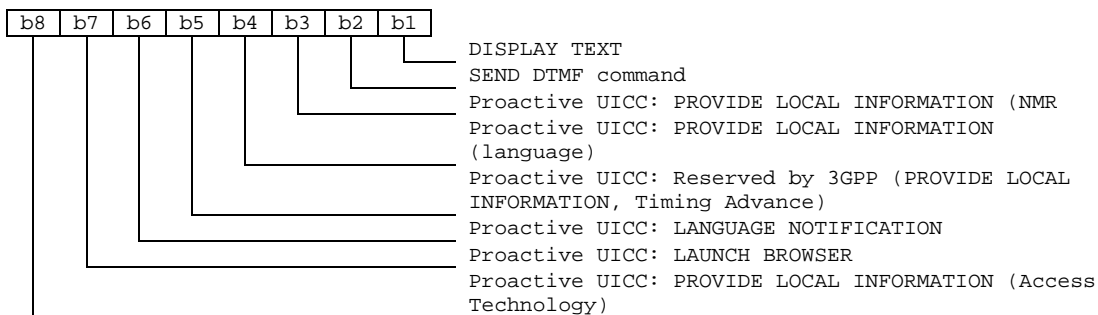 b8 b7 b6 b5 b4 b3 b2 b1
DISPLAY TEXT
SEND DTMF command
Proactive UICC: PROVIDE LOCAL INFORMATION (NMR
Proactive UICC: PROVIDE LOCAL INFORMATION
(language)
Proactive UICC: Reserved by 3GPP (PROVIDE LOCAL
INFORMATION, Timing Advance)
Proactive UICC: LANGUAGE NOTIFICATION
Proactive UICC: LAUNCH BROWSER
Proactive UICC: PROVIDE LOCAL INFORMATION (Access
Technology)